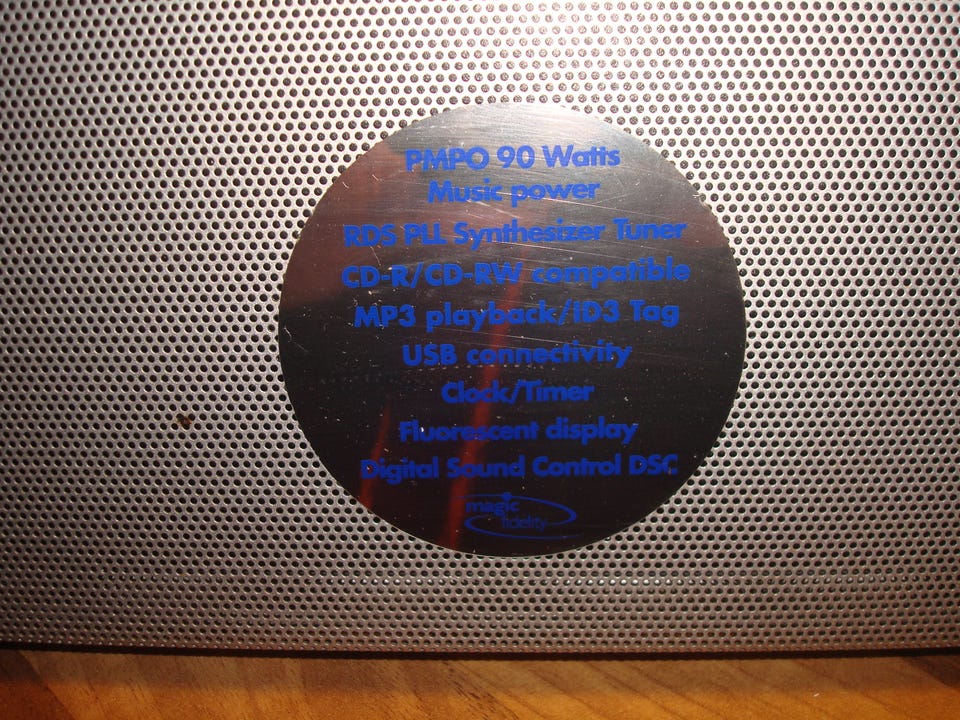 PMPO 90 Watts
Music power
RDS PLL Synthesizer Tuner
CD-R/CD-RW compatible
MP3 playback/ID3 Tag
USB connectivity
Clock/Timer
Fluorescent display
Digital Sound Control DSC
magic
fidelity